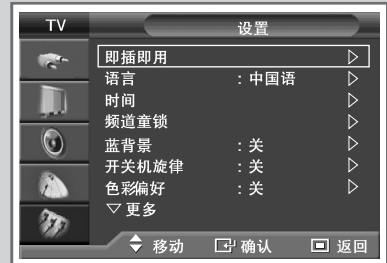 TV 设置
即插即用
语言 : 中国语
时间
频道童锁
蓝背景 : 关
开关机旋律 : 关
色彩偏好 : 关
▽更多
移动 确认 返回